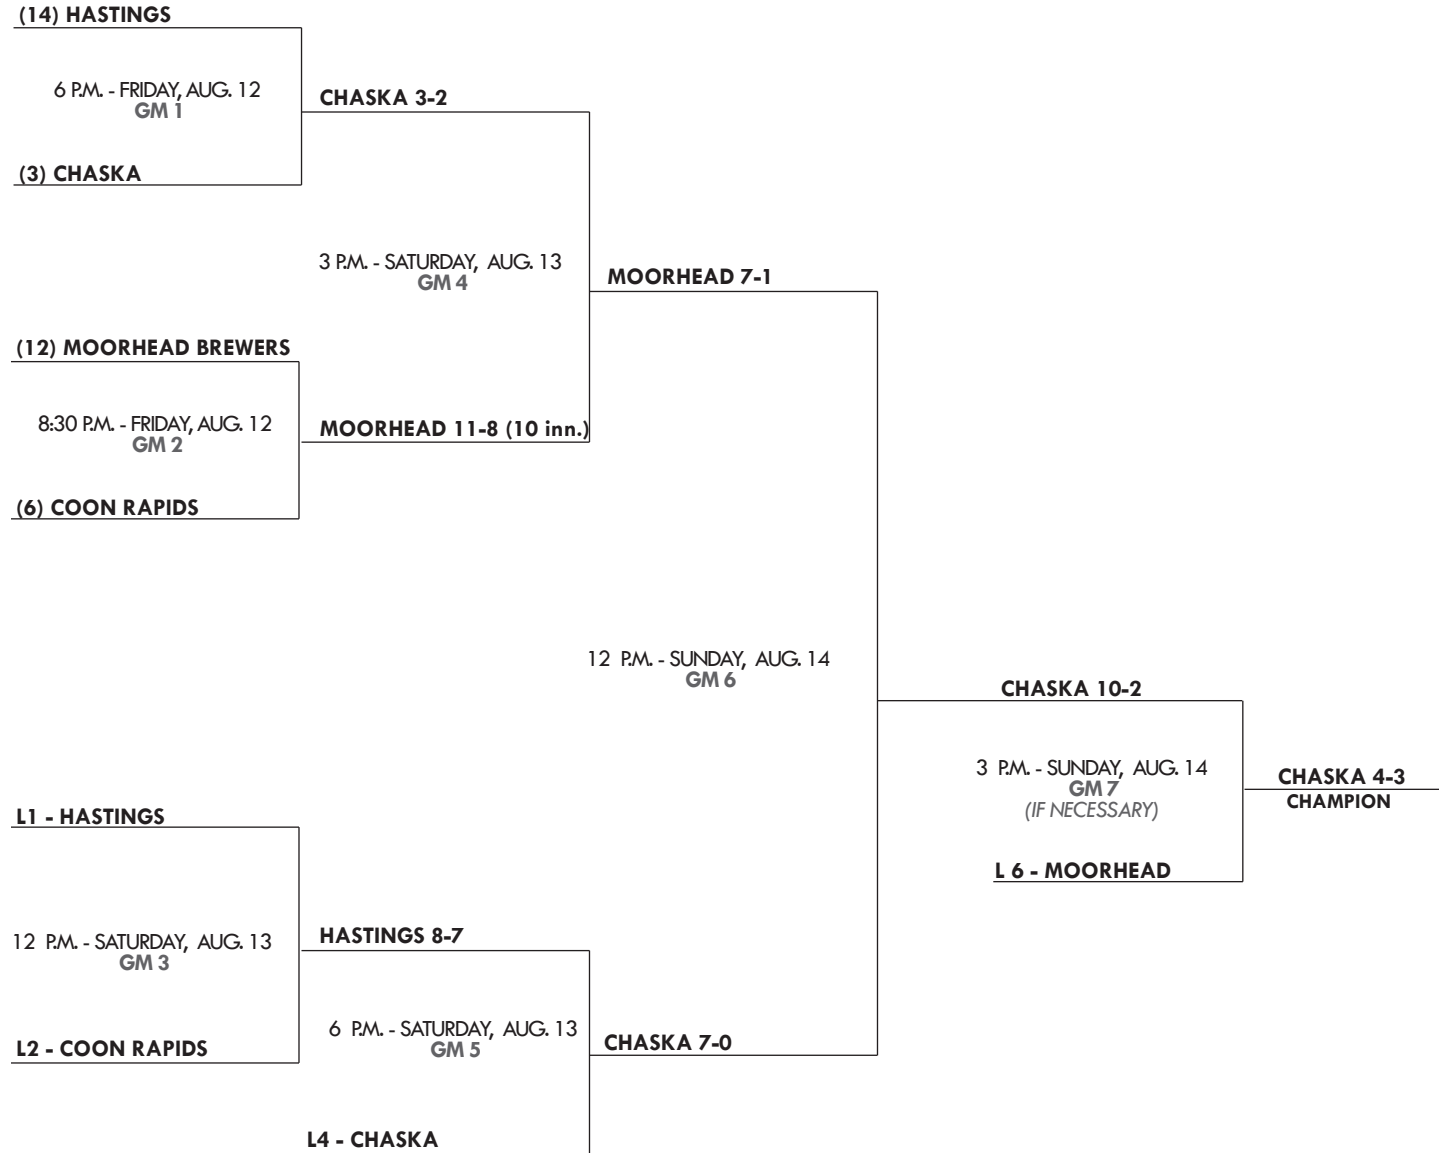 (14) HASTINGS
6 P.M. - FRIDAY, AUG. 12
GM 1
CHASKA 3-2
(3) CHASKA
3 P.M. - SATURDAY, AUG. 13
GM 4
MOORHEAD 7-1
(12) MOORHEAD BREWERS
8:30 P.M. - FRIDAY, AUG. 12
GM 2
MOORHEAD 11-8 (10 inn.)
(6) COON RAPIDS
12 P.M. - SUNDAY, AUG. 14
GM 6
CHASKA 10-2
3 P.M. - SUNDAY, AUG. 14
GM 7
(IF NECESSARY)
CHASKA 4-3
CHAMPION
L 6 - MOORHEAD
L1 - HASTINGS
12 P.M. - SATURDAY, AUG. 13
GM 3
HASTINGS 8-7
L2 - COON RAPIDS
6 P.M. - SATURDAY, AUG. 13
GM 5
CHASKA 7-0
L4 - CHASKA